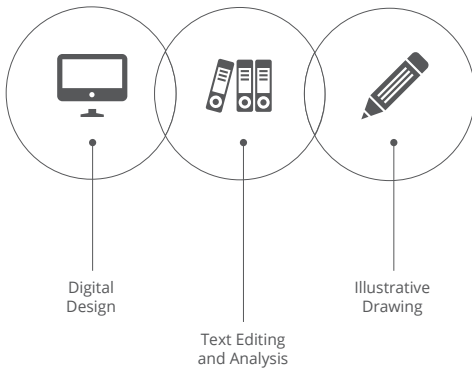 Digital
Design
Text Editing
and Analysis
Illustrative
Drawing